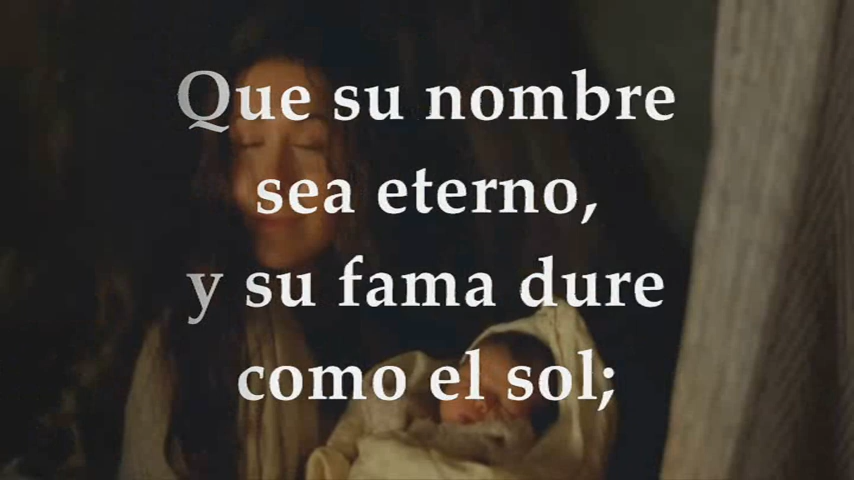 Que su nombre
sea eterno,
y su fama dure
como el sol;